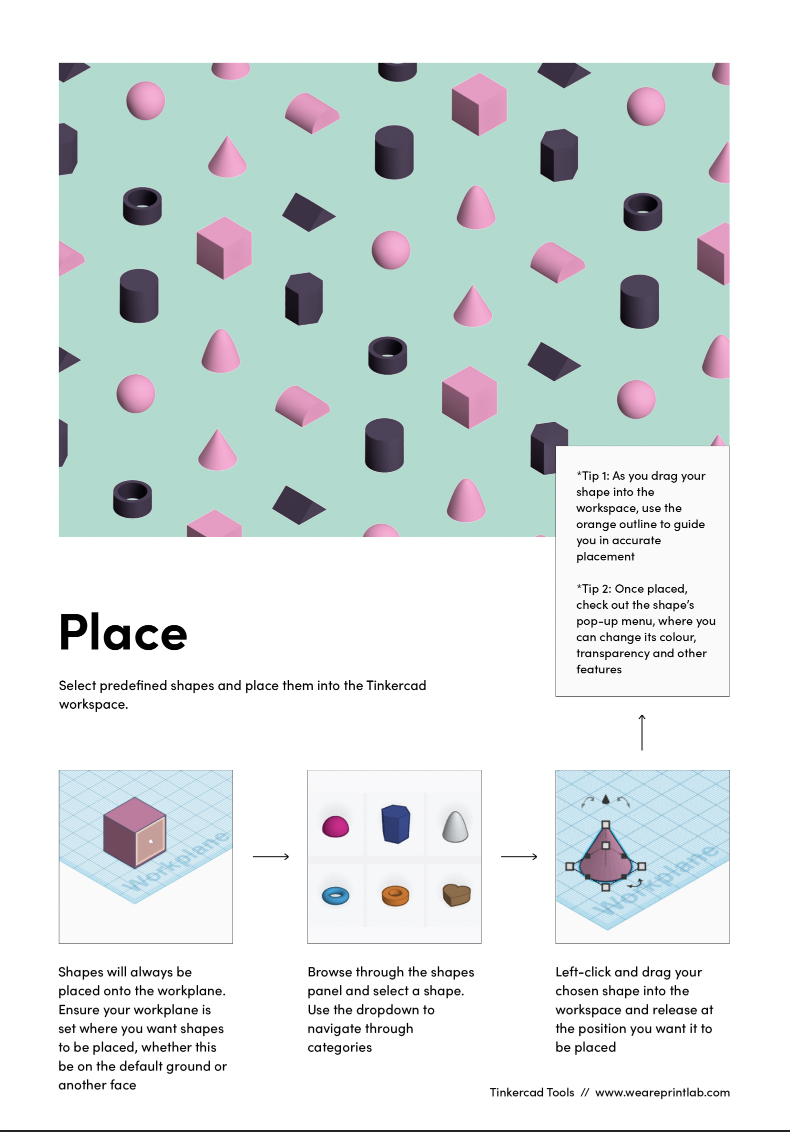 *Tip 1: As you drag your
shape into the
workspace, use the
orange outline to guide
you in accurate
placement
*Tip 2: Once placed,
check out the shape’s
pop-up menu, where you
can change its colour,
transparency and other
features
Place
Select predefined shapes and place them into the Tinkercad
workspace.
Workplane
Workplane
Shapes will always be
placed onto the workplane.
Ensure your workplane is
set where you want shapes
to be placed, whether this
be on the default ground or
another face
Browse through the shapes
panel and select a shape.
Use the dropdown to
navigate through
categories
Left-click and drag your
chosen shape into the
workspace and release at
the position you want it to
be placed
Tinkercad Tools // www.weareprintlab.com